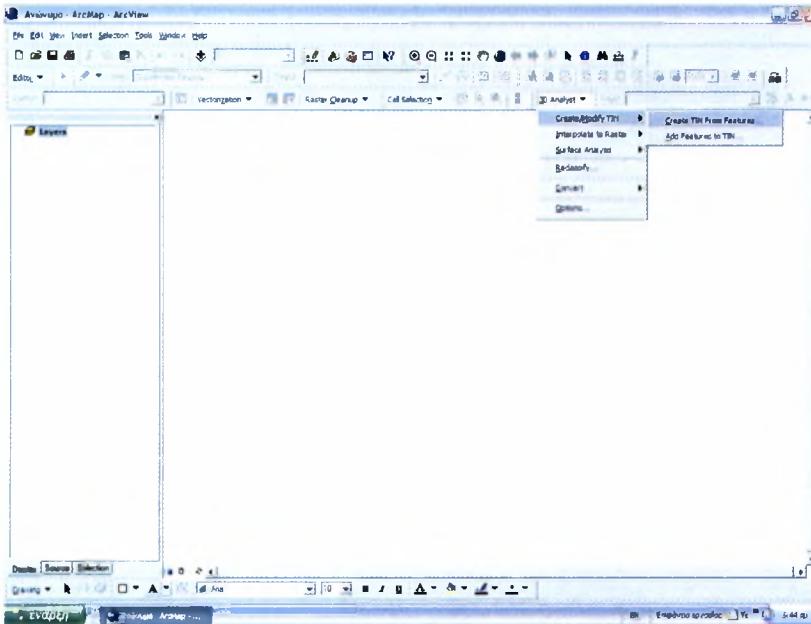 Ανώνυμο - ArcMap - ArcView
File Edit View Insert Selection Tools Window Help
Editor
Vectorization Raster Cleanup Cell Selection 3D Analyst
Create/Modify TIN Create TIN From Features
Interpolate to Raster Add Features to TIN
Surface Analysis
Reclassify...
Convert
Options...
Layers
Display Source Selection
Drawing A 10 B I U A
Έναρξη ArcMap - ...